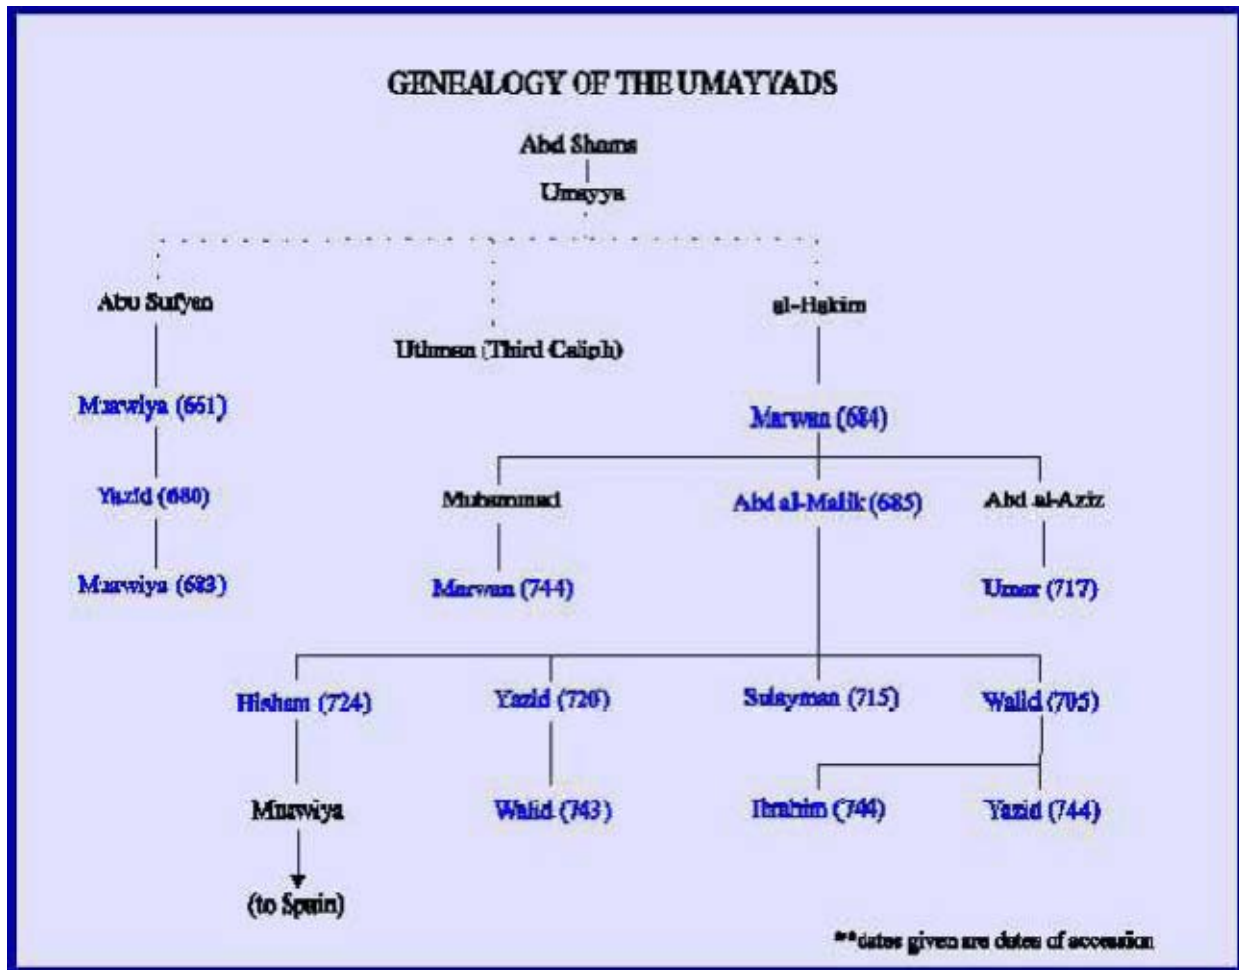 GENEALOGY OF THE UMAYYADS
Abd Shams
Umayya
Abu Sufyan
al-Hakim
Uthman (Third Caliph)
Muawiya (661)
Marwan (684)
Yazid (680)
Muhammad
Abd al-Malik (685)
Abd al-Aziz
Muawiya (683)
Marwan (744)
Umar (717)
Hisham (724)
Yazid (720)
Sulayman (715)
Walid (705)
Muawiya
Walid (743)
Ibrahim (744)
Yazid (744)
(to Spain)
**dates given are dates of accession